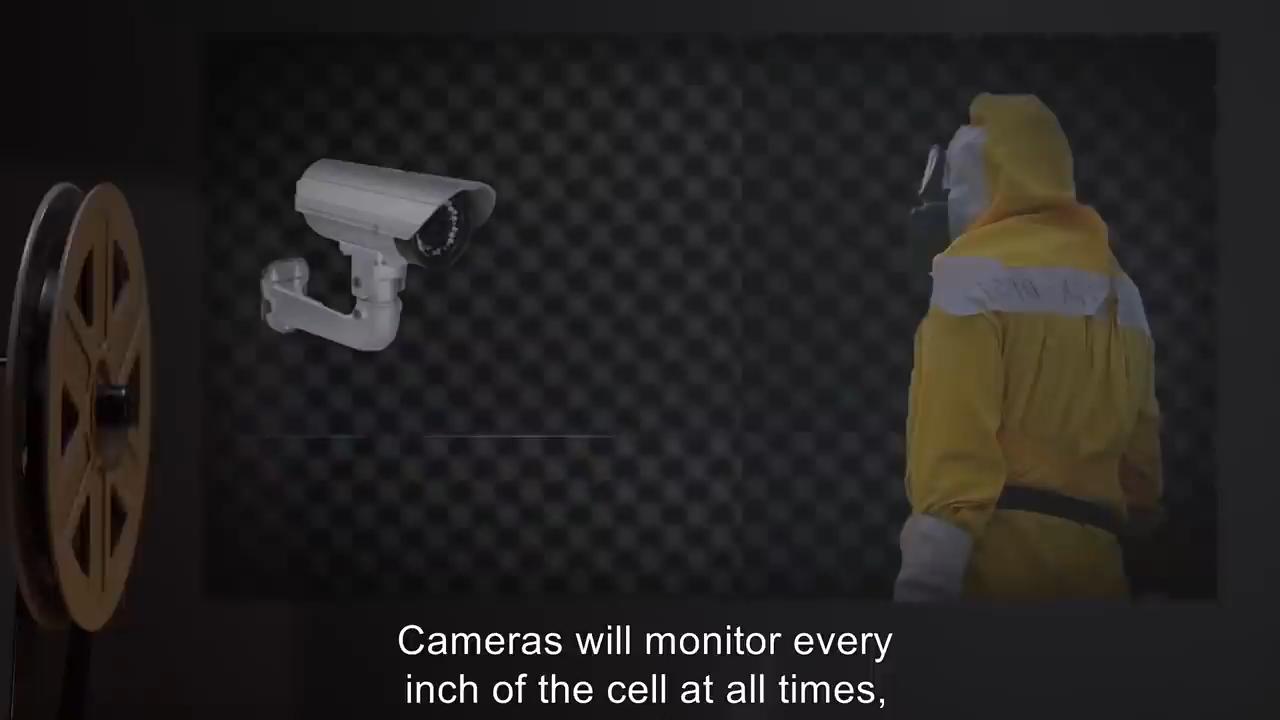 Cameras will monitor every
inch of the cell at all times,